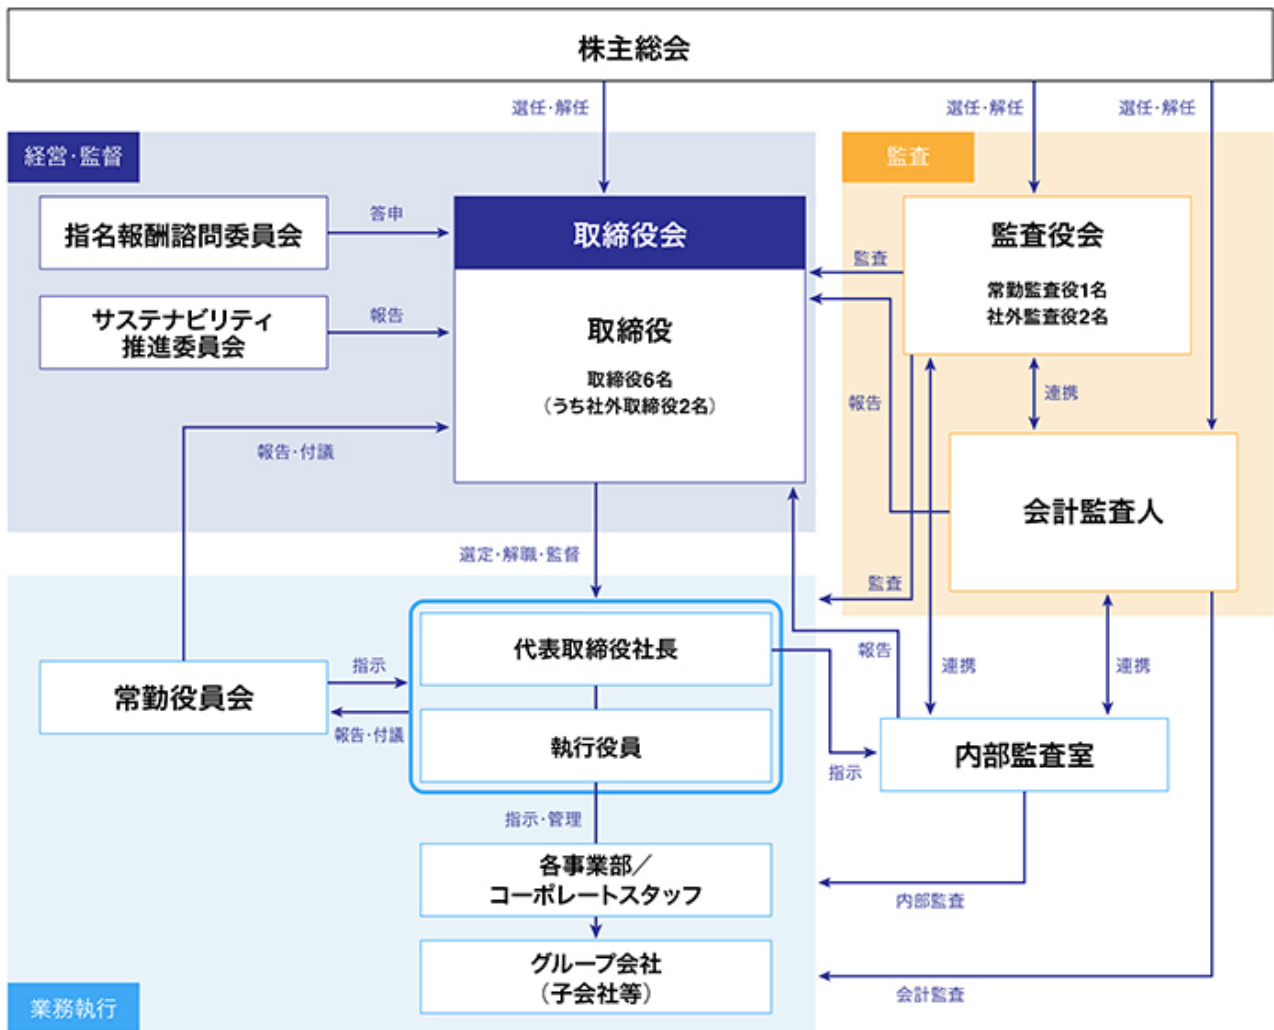 株主総会
選任・解任
選任・解任
選任・解任
経営・監督
監査
指名報酬諮問委員会
答申
取締役会
監査役会
常勤監査役1名
社外監査役2名
監査
サステナビリティ
推進委員会
報告
取締役
取締役6名
（うち社外取締役2名）
報告
連携
報告・付議
会計監査人
選定・解職・監督
監査
代表取締役社長
報告
連携
連携
常勤役員会
指示
報告・付議
執行役員
指示
内部監査室
指示・管理
各事業部／
コーポレートスタッフ
内部監査
グループ会社
（子会社等）
会計監査
業務執行